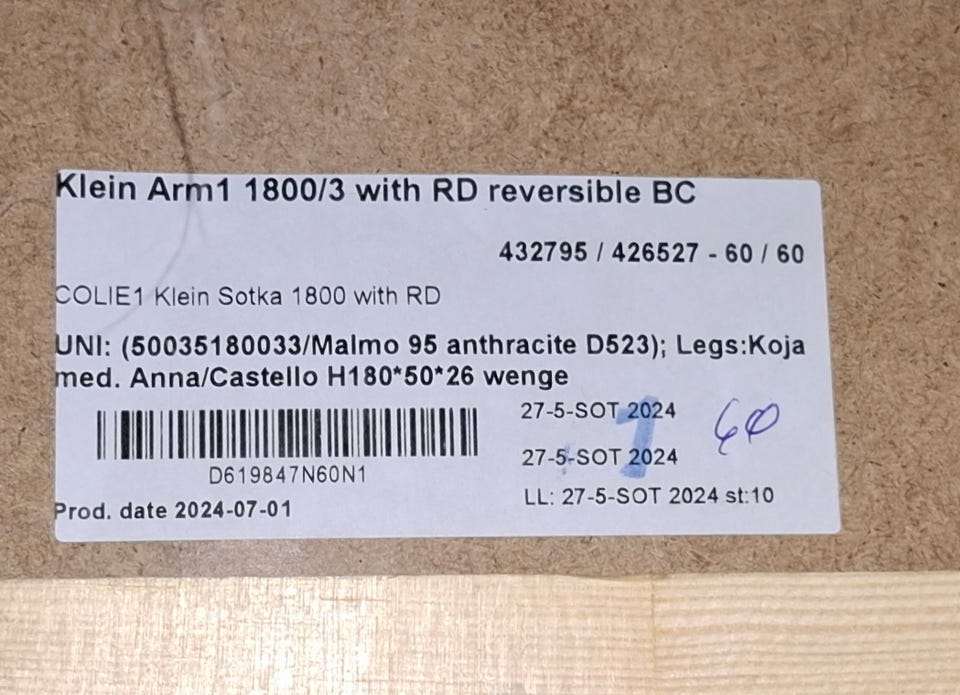 Klein Arm1 1800/3 with RD reversible BC
432795 / 426527 - 60 / 60
COLIE1 Klein Sotka 1800 with RD
UNI: (50035180033/Malmo 95 anthracite D523); Legs:Koja
med. Anna/Castello H180*50*26 wenge
27-5-SOT 2024
60
7
27-5-SOT 2024
D619847N60N1
LL: 27-5-SOT 2024 st:10
Prod. date 2024-07-01